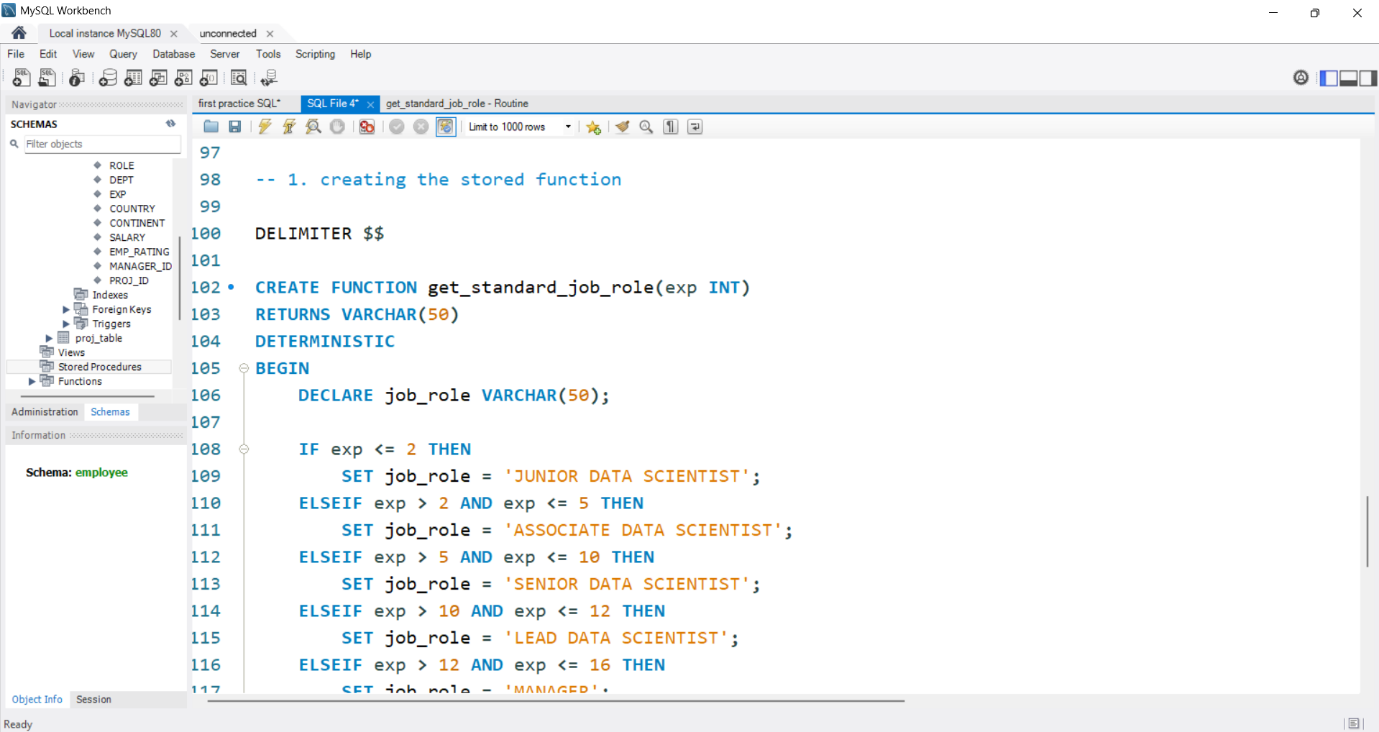 MySQL Workbench
Local instance MySQL80
unconnected
File Edit View Query Database Server Tools Scripting Help
Navigator
SCHEMAS
Filter objects
ROLE
DEPT
EXP
COUNTRY
CONTINENT
SALARY
EMP_RATING
MANAGER_ID
PROJ_ID
Indexes
Foreign Keys
Triggers
proj_table
Views
Stored Procedures
Functions
Administration Schemas
Information
Schema: employee
Object Info Session
Ready
first practice SQL* SQL File 4* get_standard_job_role - Routine
Limit to 1000 rows
97
98 -- 1. creating the stored function
99
100 DELIMITER $$
101
102 CREATE FUNCTION get_standard_job_role(exp INT)
103 RETURNS VARCHAR(50)
104 DETERMINISTIC
105 BEGIN
106 DECLARE job_role VARCHAR(50);
107
108 IF exp <= 2 THEN
109 SET job_role = 'JUNIOR DATA SCIENTIST';
110 ELSEIF exp > 2 AND exp <= 5 THEN
111 SET job_role = 'ASSOCIATE DATA SCIENTIST';
112 ELSEIF exp > 5 AND exp <= 10 THEN
113 SET job_role = 'SENIOR DATA SCIENTIST';
114 ELSEIF exp > 10 AND exp <= 12 THEN
115 SET job_role = 'LEAD DATA SCIENTIST';
116 ELSEIF exp > 12 AND exp <= 16 THEN
117 SET job_role = 'MANAGER';